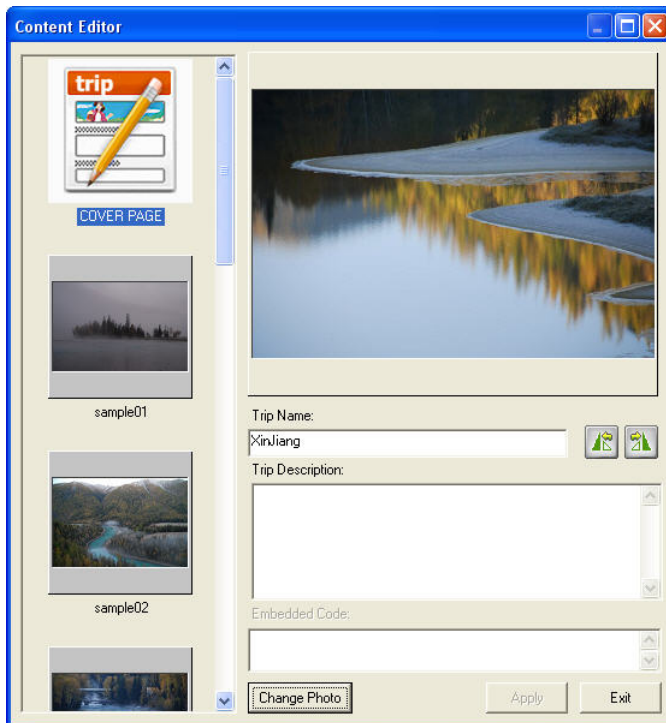 Content Editor
trip
COVER PAGE
sample01
sample02
Trip Name:
XinJiang
Trip Description:
Embedded Code:
Change Photo
Apply
Exit